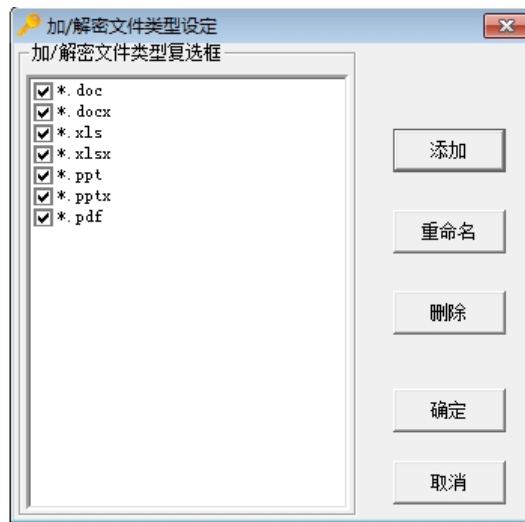 加/解密文件类型设定
加/解密文件类型复选框
*.doc
*.docx
*.xls
*.xlsx
*.ppt
*.pptx
*.pdf
添加
重命名
删除
确定
取消